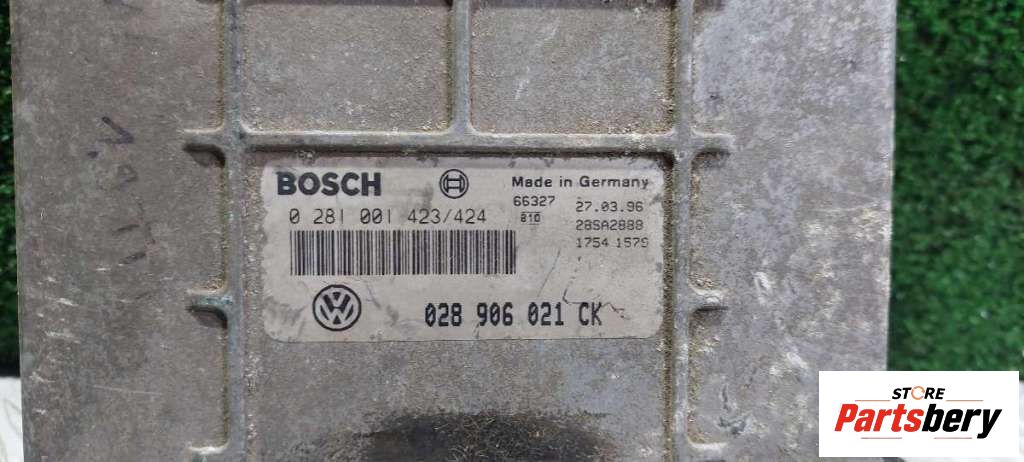 BOSCH
Made in Germany
0 281 001 423/424
66327
27.03.96
810
28SA2888
1754 1579
028 906 021 CK
STORE
Partsbery